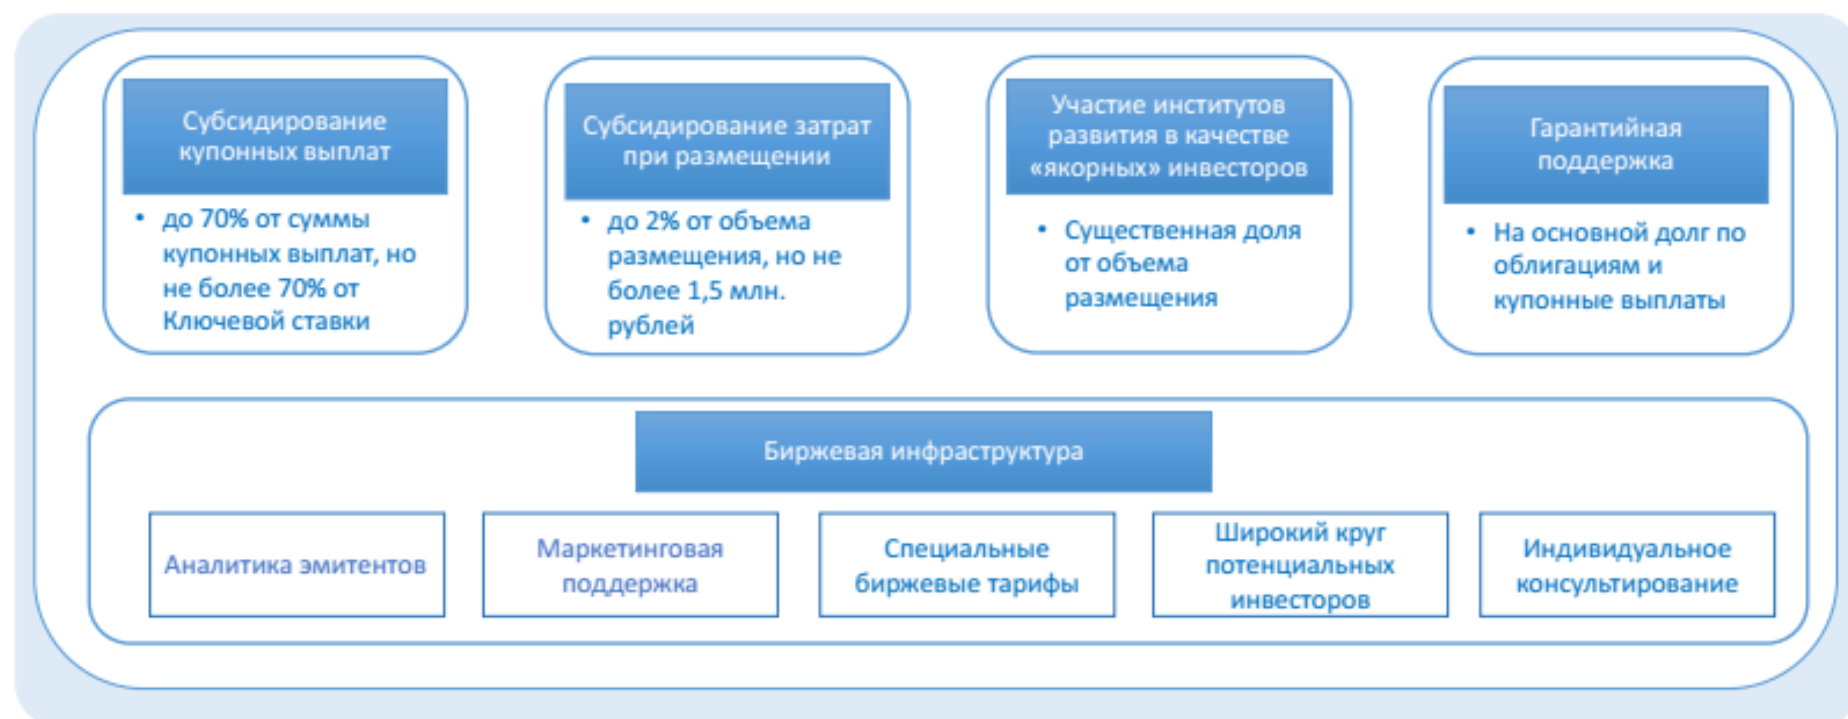 Субсидирование
купонных выплат
• до 70% от суммы
купонных выплат, но
не более 70% от
Ключевой ставки
Субсидирование затрат
при размещении
• до 2% от объема
размещения, но не
более 1,5 млн.
рублей
Участие институтов
развития в качестве
«якорных» инвесторов
• Существенная доля
от объема
размещения
Гарантийная
поддержка
• На основной долг по
облигациям и
купонные выплаты
Биржевая инфраструктура
Аналитика эмитентов
Маркетинговая
поддержка
Специальные
биржевые тарифы
Широкий круг
потенциальных
инвесторов
Индивидуальное
консультирование